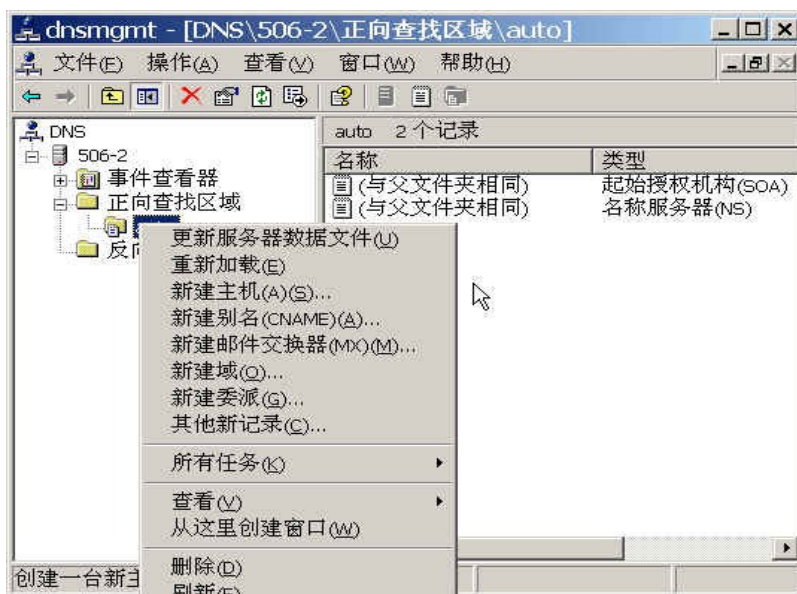 dnsmgmt - [DNS\506-2\正向查找区域\auto]
文件(F) 操作(A) 查看(V) 窗口(W) 帮助(H)
DNS
506-2
事件查看器
正向查找区域
反向
auto 2 个记录
名称 类型
(与父文件夹相同) 起始授权机构(SOA)
(与父文件夹相同) 名称服务器(NS)
更新服务器数据文件(U)
重新加载(E)
新建主机(A)(S)...
新建别名(CNAME)(A)...
新建邮件交换器(MX)(M)...
新建域(O)...
新建委派(G)...
其他新记录(C)...
所有任务(K)
查看(V)
从这里创建窗口(W)
删除(D)
刷新(F)
创建一台新主